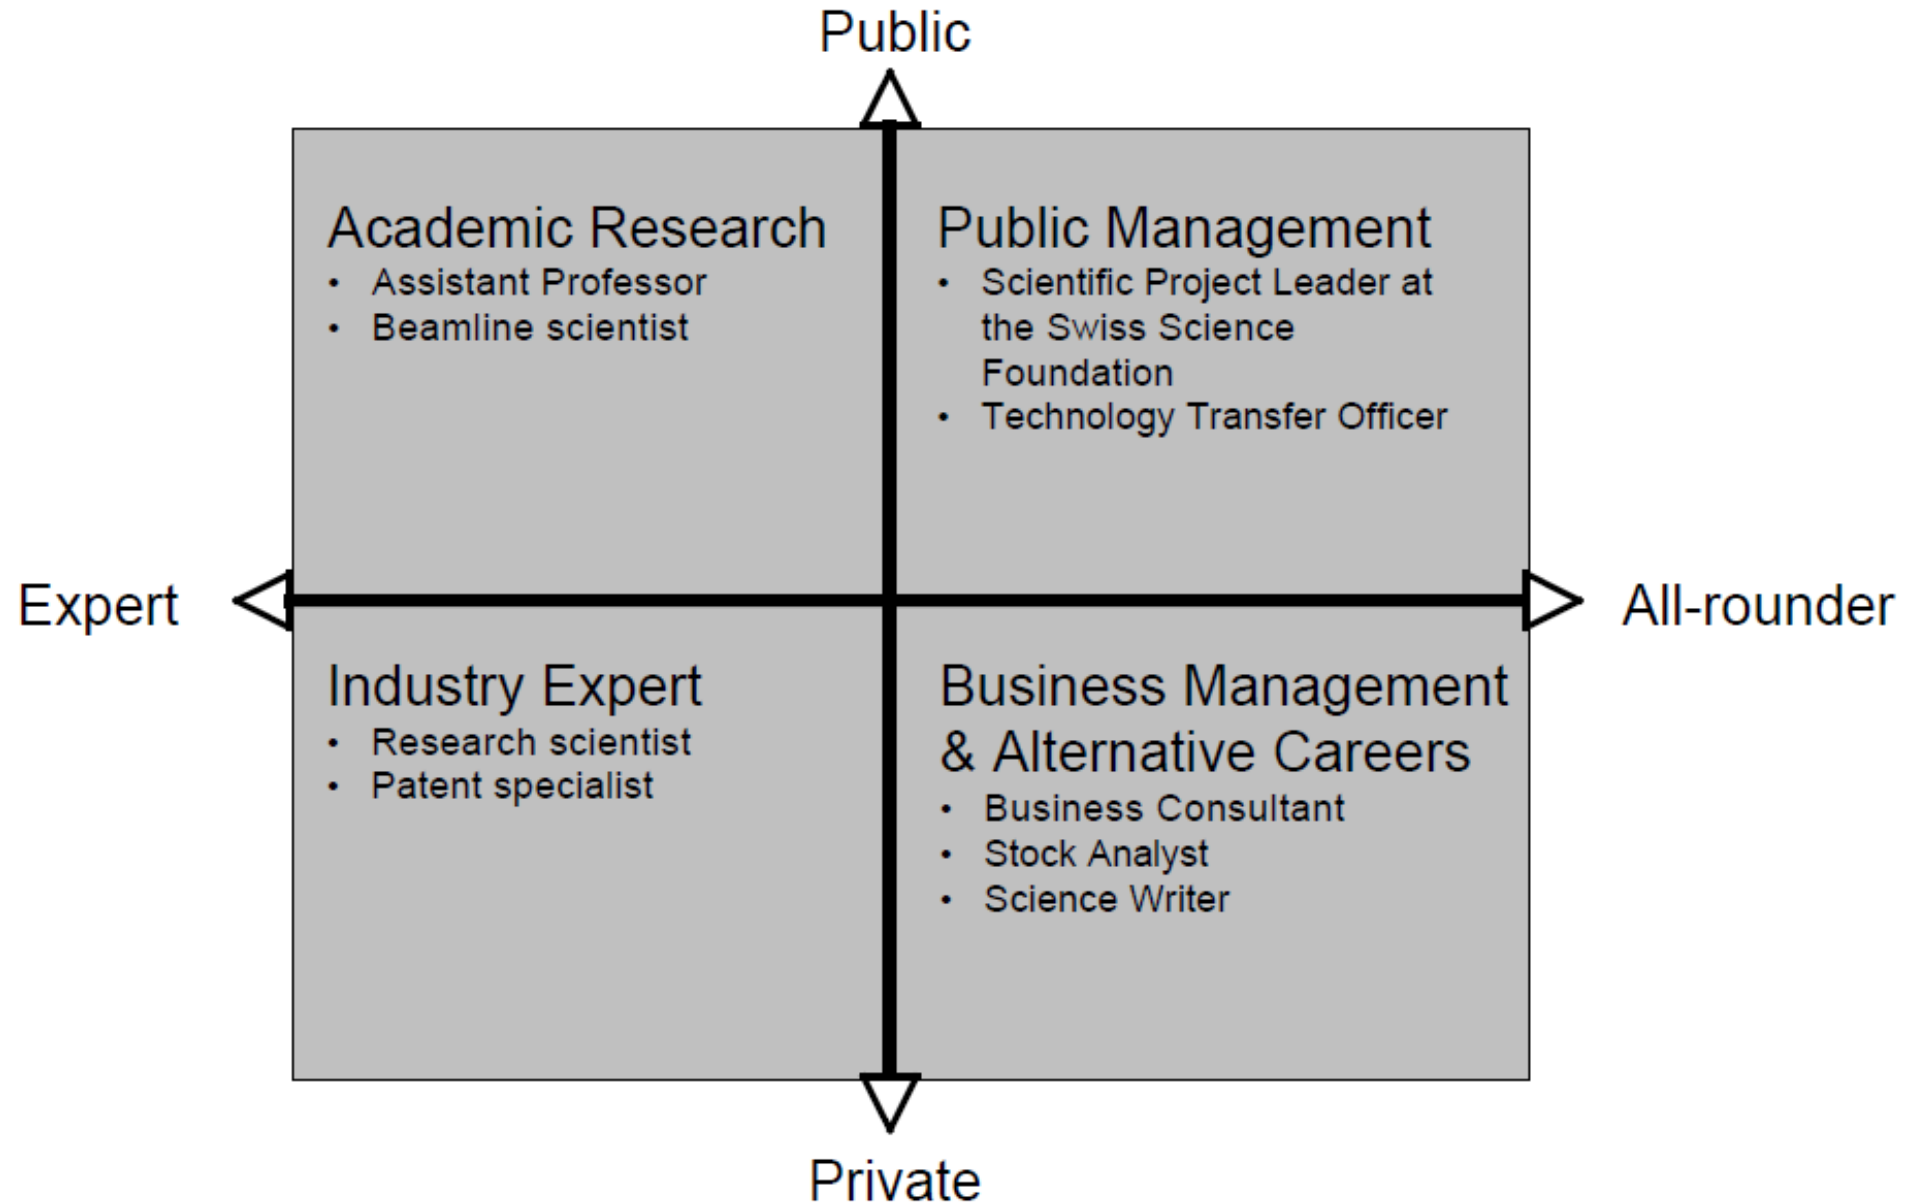 Public
Academic Research
• Assistant Professor
• Beamline scientist
Public Management
• Scientific Project Leader at
the Swiss Science
Foundation
• Technology Transfer Officer
Expert
All-rounder
Industry Expert
• Research scientist
• Patent specialist
Business Management
& Alternative Careers
• Business Consultant
• Stock Analyst
• Science Writer
Private